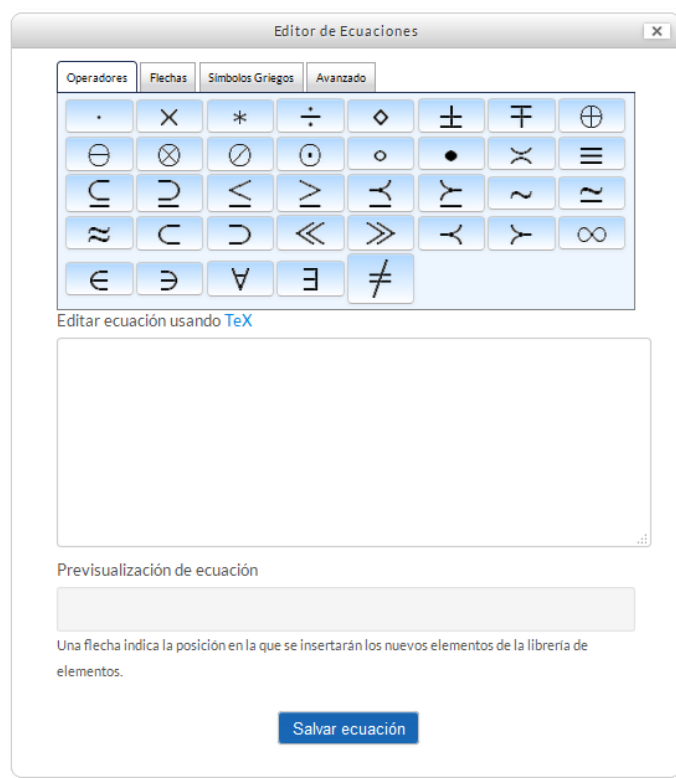 Editor de Ecuaciones
Operadores Flechas Símbolos Griegos Avanzado
· × * ÷ ⋄ ± ∓ ⊕
⊖ ⊗ ⊘ ⊙ ∘ • ≍ ≡
⊆ ⊇ ≤ ≥ ⪯ ⪰ ∼ ≃
≈ ⊂ ⊃ ≪ ≫ ≺ ≻ ∞
∈ ∋ ∀ ∃ ≠
Editar ecuación usando TeX
Previsualización de ecuación
Una flecha indica la posición en la que se insertarán los nuevos elementos de la librería de
elementos.
Salvar ecuación